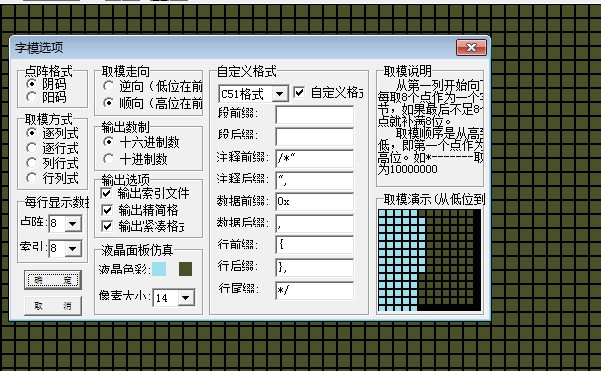 字模选项
点阵格式
阴码
阳码
取模方式
逐列式
逐行式
列行式
行列式
每行显示数据
点阵: 8
索引: 8
确 定
取 消
取模走向
逆向（低位在前
顺向（高位在前
输出数制
十六进制数
十进制数
输出选项
输出索引文件
输出精简格
输出紧凑格式
液晶面板仿真
液晶色彩:
像素大小: 14
自定义格式
C51格式 自定义格式
段前缀:
段后缀:
注释前缀: /*"
注释后缀: ",
数据前缀: 0x
数据后缀: ,
行前缀: {
行后缀: },
行尾缀: */
取模说明
从第一列开始向下
每取8个点作为一个字
节，如果最后不足8个
点就补满8位。
取模顺序是从高到
低，即第一个点作为最
高位。如*-------取
为10000000
取模演示(从低位到